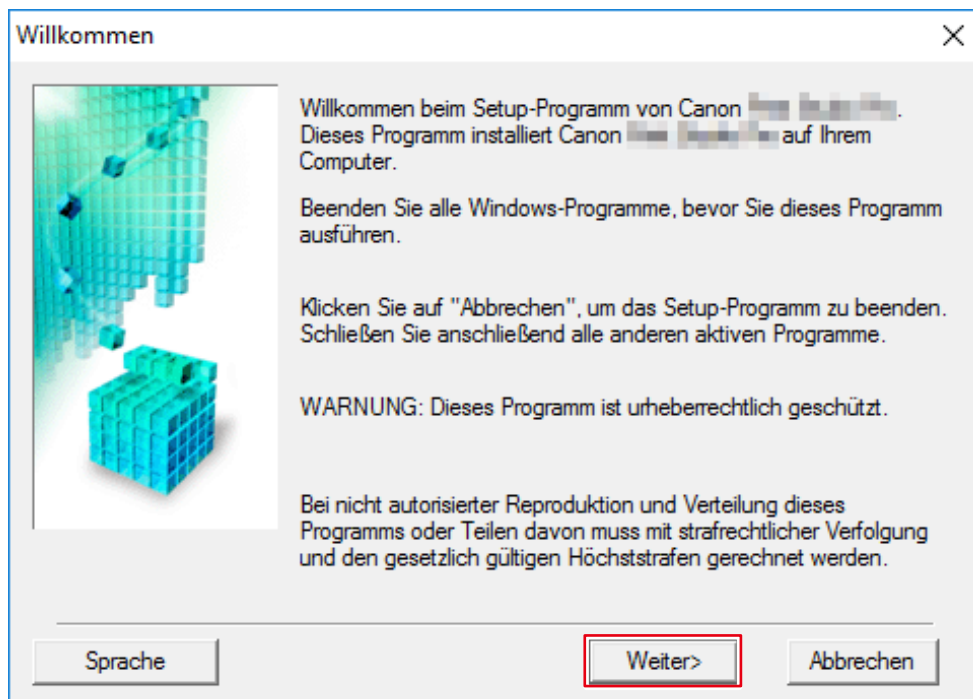 Willkommen
Willkommen beim Setup-Programm von Canon .
Dieses Programm installiert Canon auf Ihrem
Computer.
Beenden Sie alle Windows-Programme, bevor Sie dieses Programm
ausführen.
Klicken Sie auf "Abbrechen", um das Setup-Programm zu beenden.
Schließen Sie anschließend alle anderen aktiven Programme.
WARNUNG: Dieses Programm ist urheberrechtlich geschützt.
Bei nicht autorisierter Reproduktion und Verteilung dieses
Programms oder Teilen davon muss mit strafrechtlicher Verfolgung
und den gesetzlich gültigen Höchststrafen gerechnet werden.
Sprache
Weiter>
Abbrechen